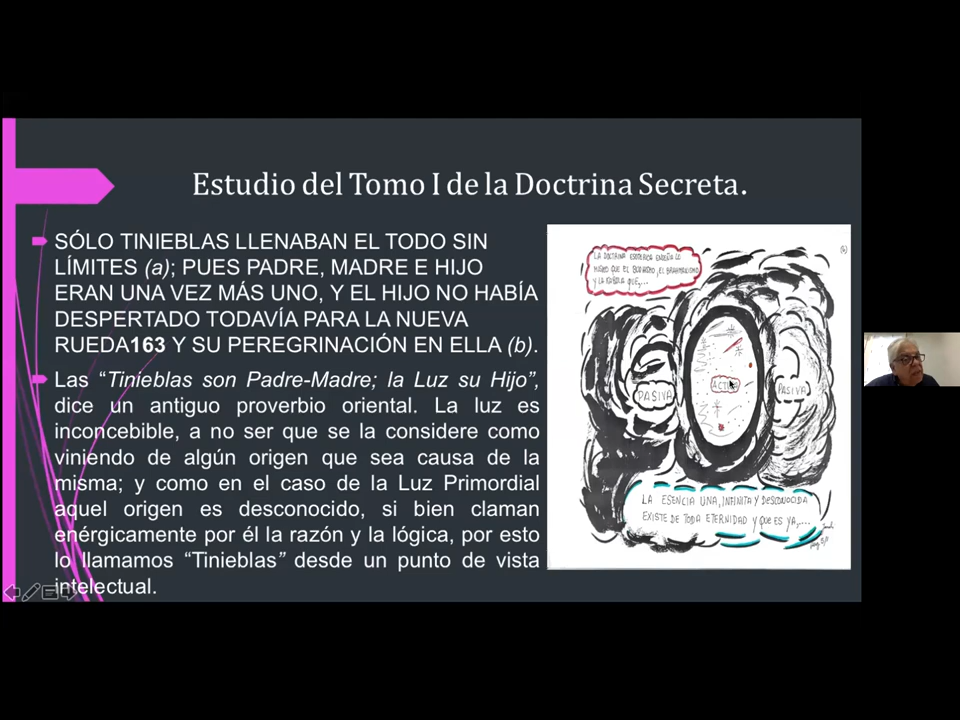 Estudio del Tomo I de la Doctrina Secreta.
SÓLO TINIEBLAS LLENABAN EL TODO SIN
LÍMITES (a); PUES PADRE, MADRE E HIJO
ERAN UNA VEZ MÁS UNO, Y EL HIJO NO HABÍA
DESPERTADO TODAVÍA PARA LA NUEVA
RUEDA163 Y SU PEREGRINACIÓN EN ELLA (b).
Las “Tinieblas son Padre-Madre; la Luz su Hijo”,
dice un antiguo proverbio oriental. La luz es
inconcebible, a no ser que se la considere como
viniendo de algún origen que sea causa de la
misma; y como en el caso de la Luz Primordial
aquel origen es desconocido, si bien claman
enérgicamente por él la razón y la lógica, por esto
lo llamamos “Tinieblas” desde un punto de vista
intelectual.
LA DOCTRINA ESOTERICA ENSEÑA LO
MISMO QUE EL BUDISMO, EL BRAHMANISMO
Y LA KABALA QUE,...
PASIVA
ACTIVA
PASIVA
LA ESENCIA UNA, INFINITA Y DESCONOCIDA
EXISTE DE TODA ETERNIDAD Y QUE ES YA,...